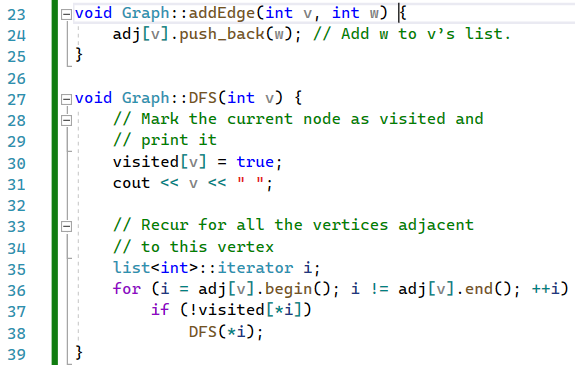 23 void Graph::addEdge(int v, int w) {
24     adj[v].push_back(w); // Add w to v’s list.
25 }
26
27 void Graph::DFS(int v) {
28     // Mark the current node as visited and
29     // print it
30     visited[v] = true;
31     cout << v << " ";
32
33     // Recur for all the vertices adjacent
34     // to this vertex
35     list<int>::iterator i;
36     for (i = adj[v].begin(); i != adj[v].end(); ++i)
37         if (!visited[*i])
38             DFS(*i);
39 }